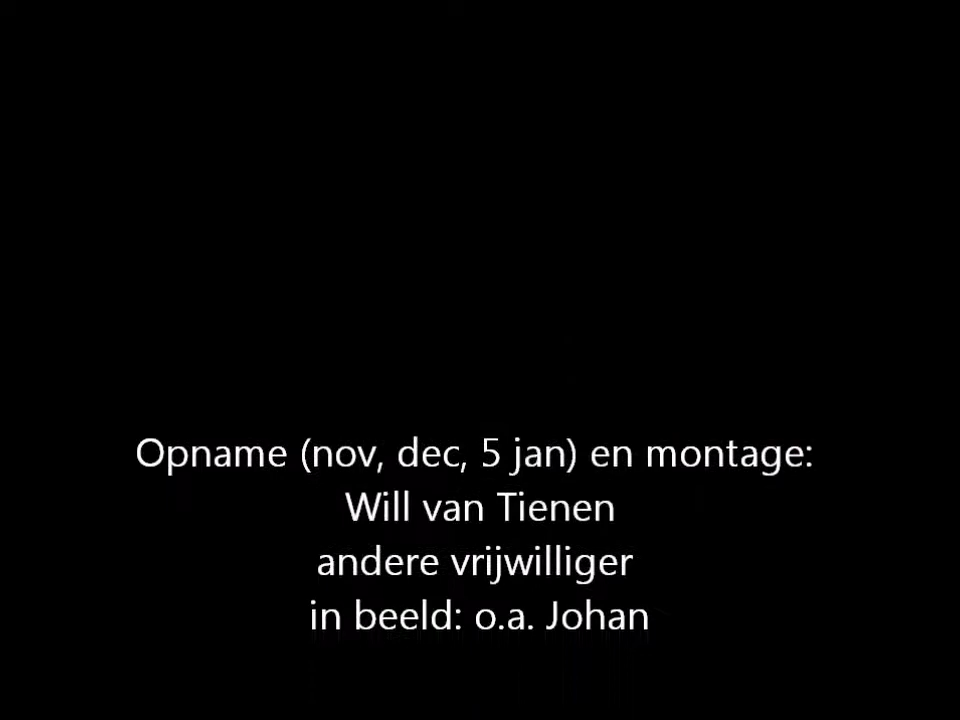 Opname (nov, dec, 5 jan) en montage:
Will van Tienen
andere vrijwilliger
in beeld: o.a. Johan